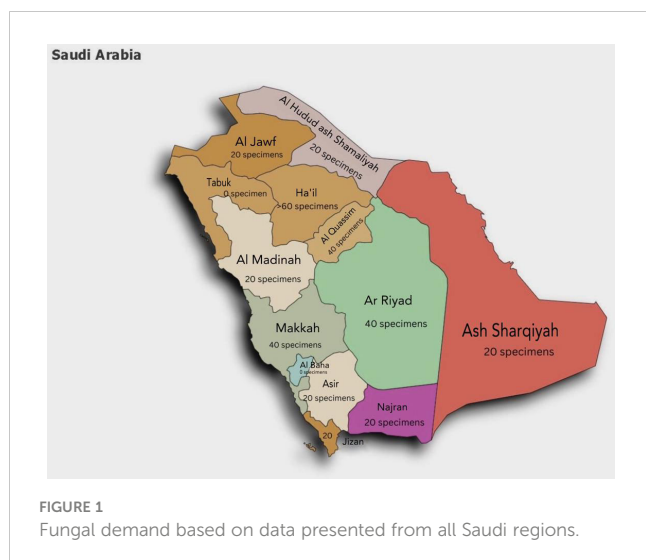 Saudi Arabia
Al Hudud ash Shamaliyah
20 specimens
Al Jawf
20 specimens
Tabuk
0 specimen
Ha'il
>60 specimens
Al Quassim
40 specimens
Al Madinah
20 specimens
Ar Riyad
40 specimens
Makkah
40 specimens
Ash Sharqiyah
20 specimens
Al Baha
0 specimens
Asir
20 specimens
Najran
20 specimens
20
Jizan
FIGURE 1
Fungal demand based on data presented from all Saudi regions.